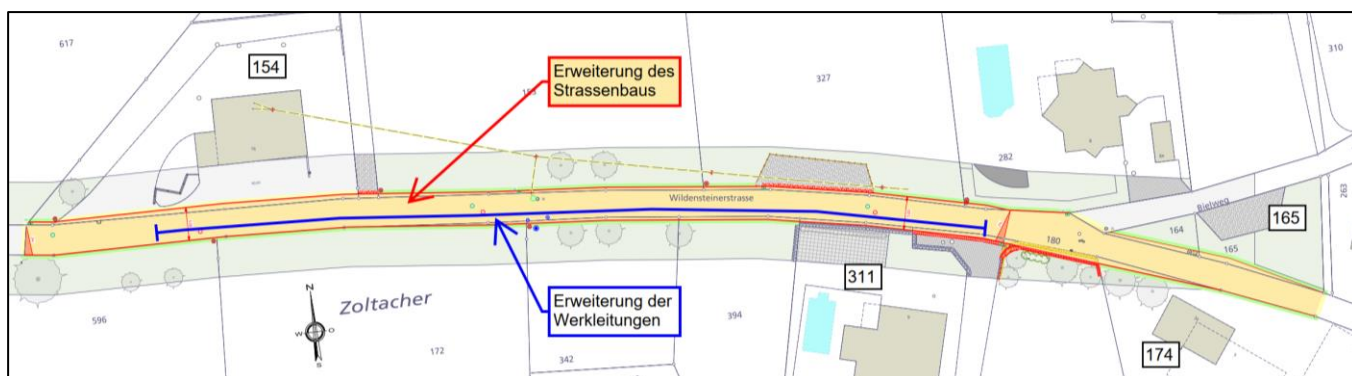 617
154
153
Erweiterung des
Strassenbaus
327
310
282
Wildensteinerstrasse
Bielweg
263
165
164
165
180
N
W
O
S
Zoltacher
596
172
342
Erweiterung der
Werkleitungen
394
311
174